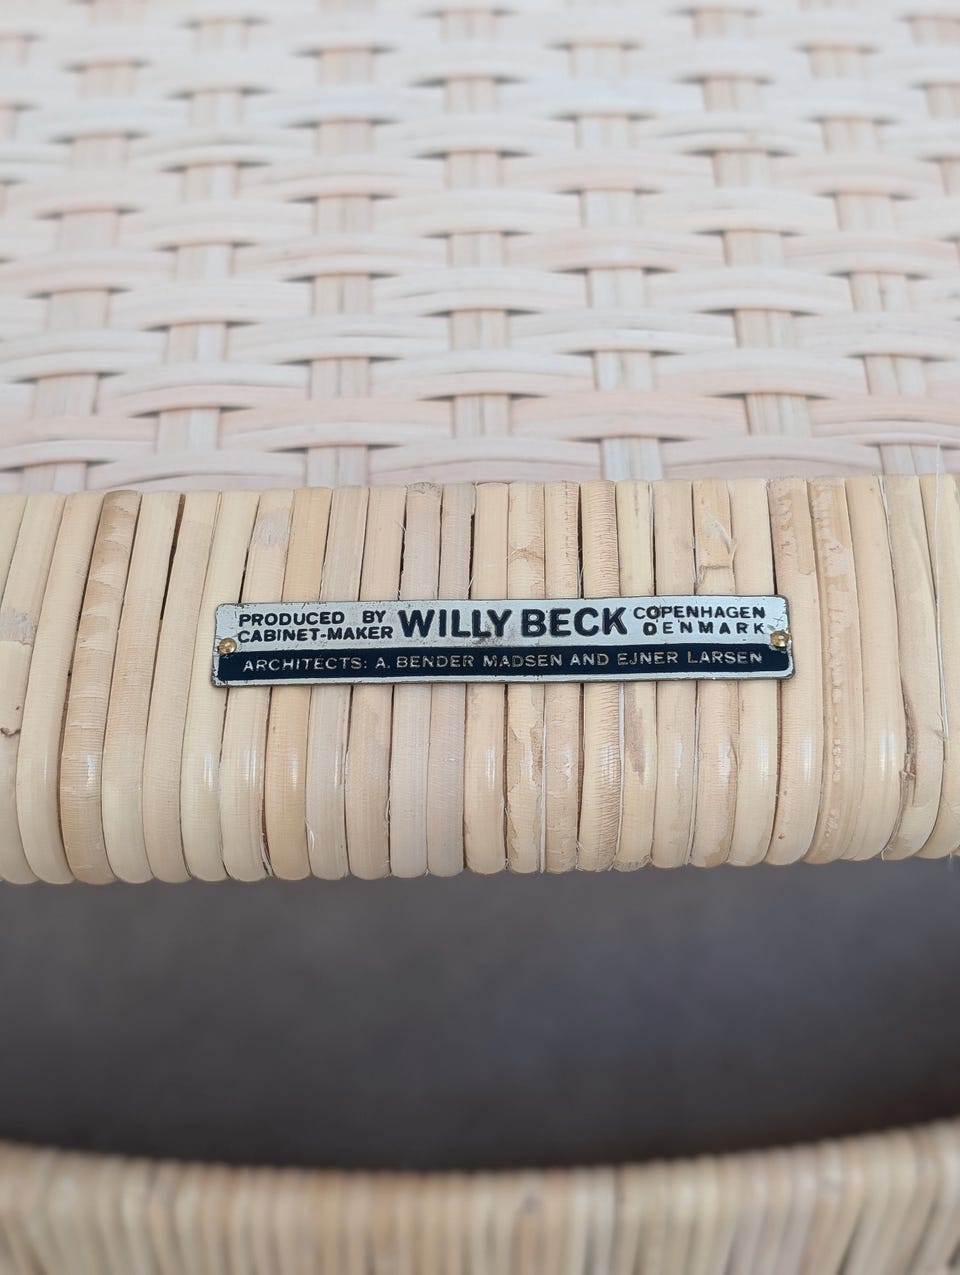 PRODUCED BY
CABINET-MAKER
WILLY BECK
COPENHAGEN
DENMARK
ARCHITECTS: A. BENDER MADSEN AND EJNER LARSEN